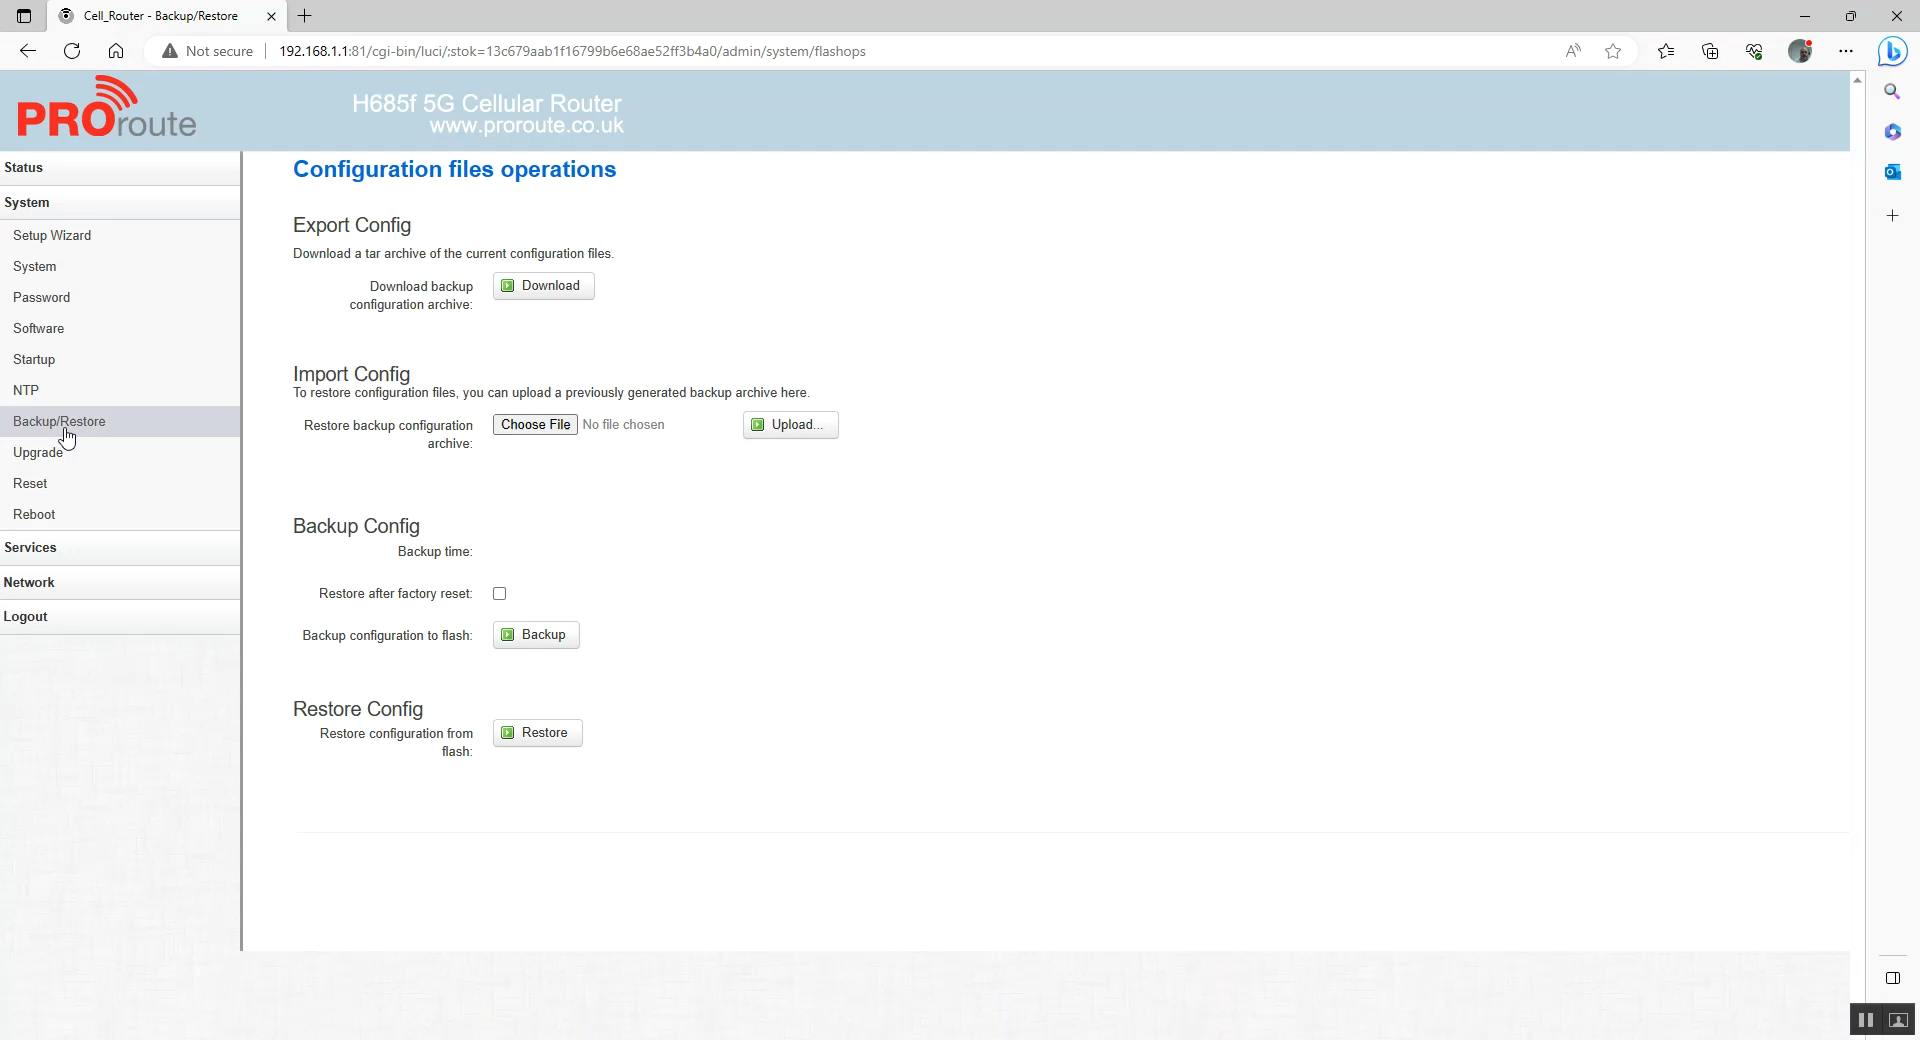 Cell_Router - Backup/Restore
Not secure
192.168.1.1:81/cgi-bin/luci/;stok=13c679aab1f16799b6e68ae52ff3b4a0/admin/system/flashops
PROroute
H685f 5G Cellular Router
www.proroute.co.uk
Status
System
Setup Wizard
System
Password
Software
Startup
NTP
Backup/Restore
Upgrade
Reset
Reboot
Services
Network
Logout
Configuration files operations
Export Config
Download a tar archive of the current configuration files.
Download backup
configuration archive:
Download
Import Config
To restore configuration files, you can upload a previously generated backup archive here.
Restore backup configuration
archive:
Choose File No file chosen
Upload...
Backup Config
Backup time:
Restore after factory reset:
Backup configuration to flash:
Backup
Restore Config
Restore configuration from
flash:
Restore